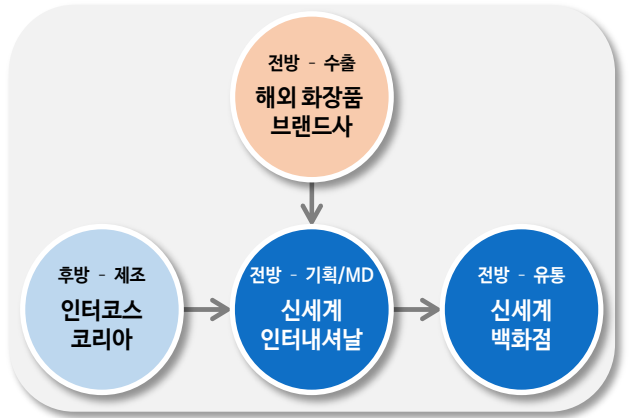 전방 - 수출
해외 화장품
브랜드사
후방 - 제조
인터코스
코리아
전방 - 기획/MD
신세계
인터내셔날
전방 - 유통
신세계
백화점